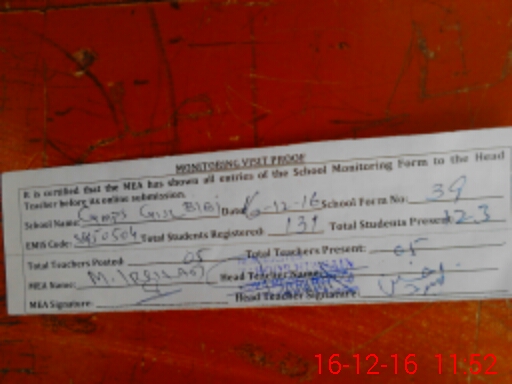 MONITORING VISIT PROOF
It is certified that the MEA has shown all entries of the School Monitoring Form to the Head
Teacher before its online submission.
School Name: Camps Date: 16-12-16 School Form No: 39
EMIS Code: Total Students Registered: 131 Total Students Present: 123
Total Teachers Posted: 05 Total Teachers Present: 05
MEA Name: M. Head Teacher Name:
MEA Signature: Head Teacher Signature:
16-12-16 11:52